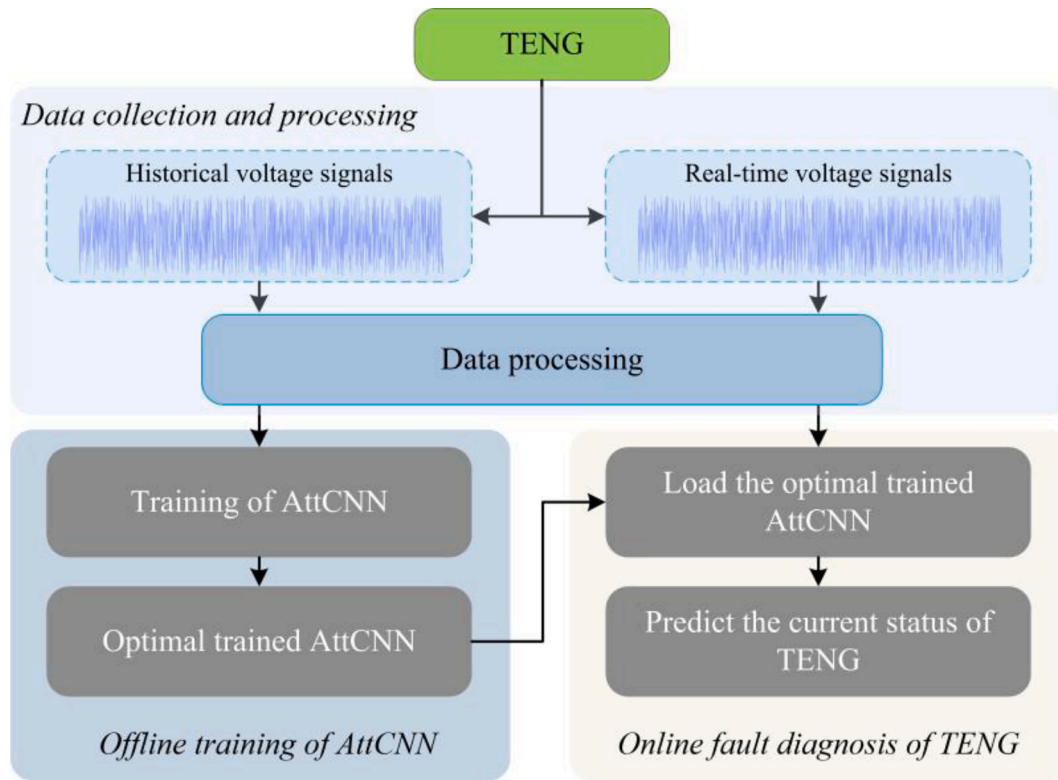 TENG
Data collection and processing
Historical voltage signals
Real-time voltage signals
Data processing
Training of AttCNN
Optimal trained AttCNN
Offline training of AttCNN
Load the optimal trained
AttCNN
Predict the current status of
TENG
Online fault diagnosis of TENG